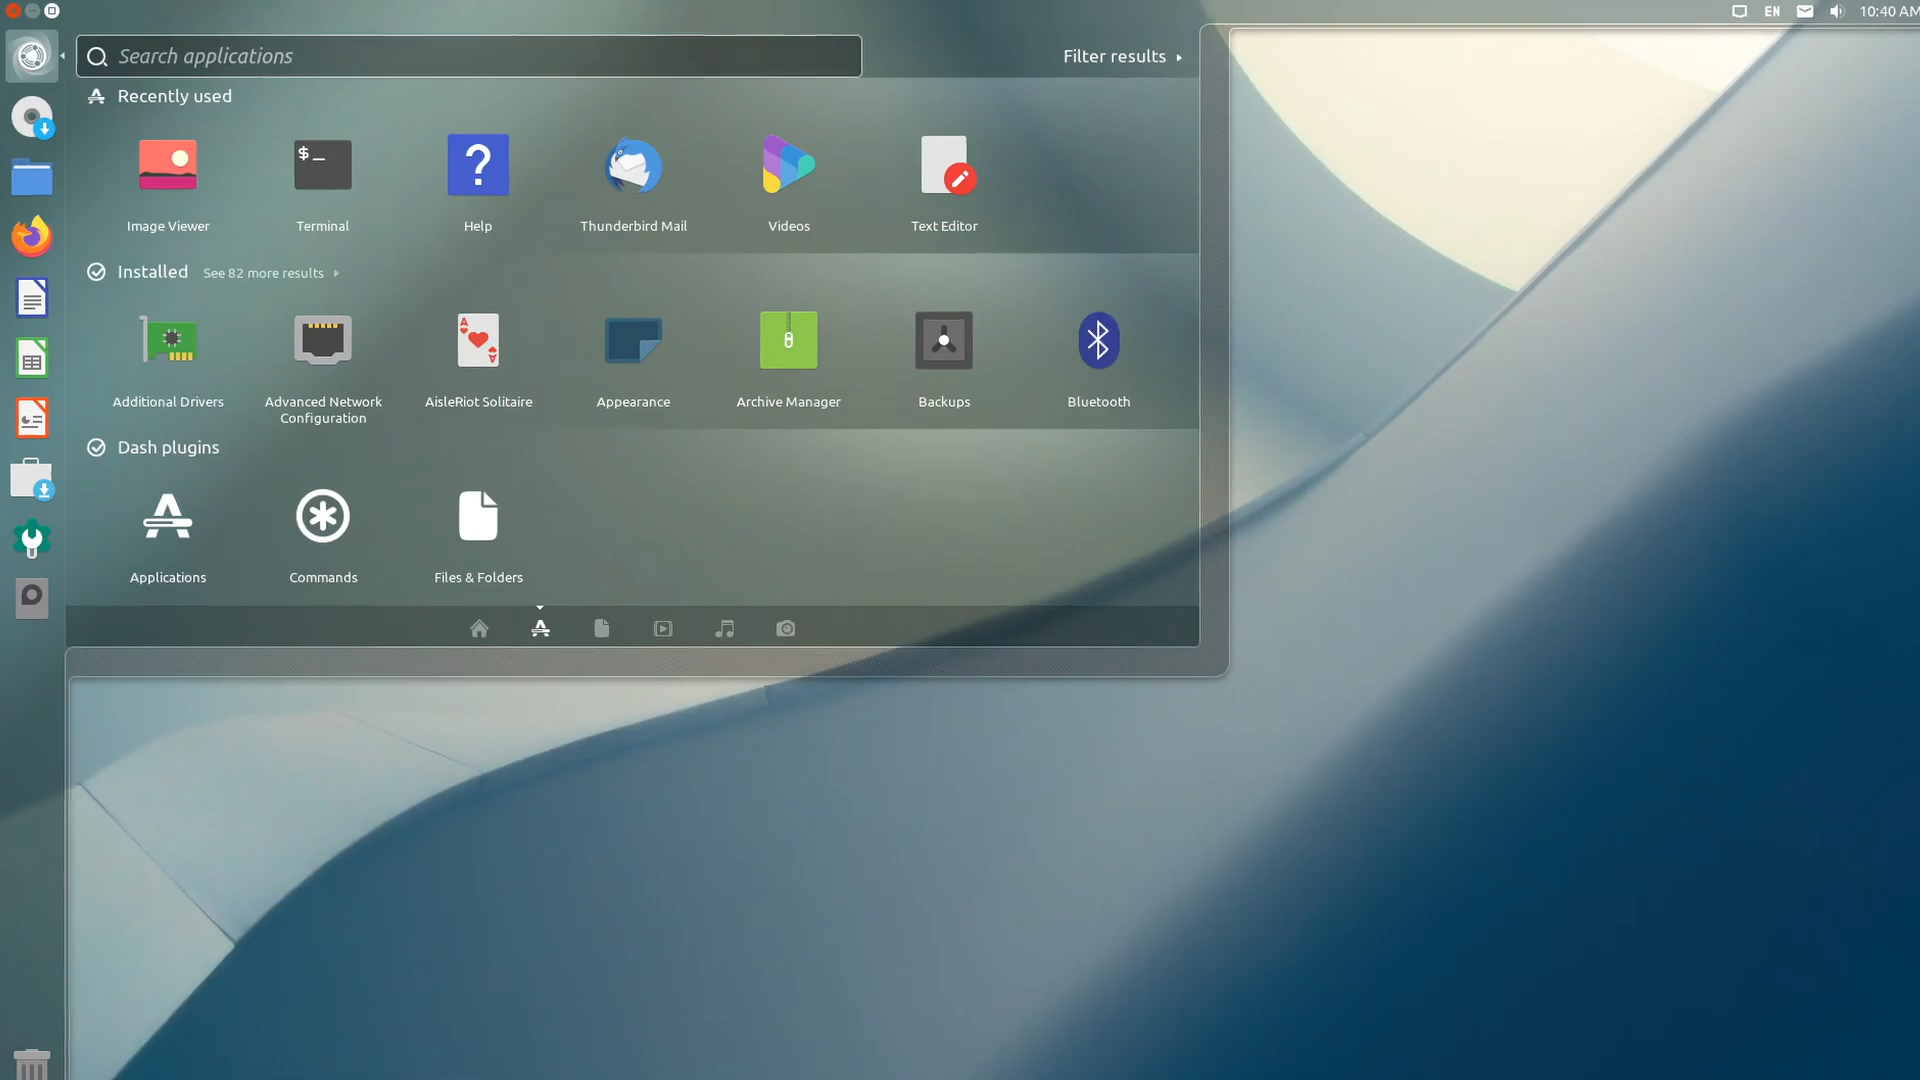 EN
10:40 AM
Search applications
Filter results
Recently used
$_
?
Image Viewer
Terminal
Help
Thunderbird Mail
Videos
Text Editor
Installed
See 82 more results
A
A
Additional Drivers
Advanced Network
Configuration
AisleRiot Solitaire
Appearance
Archive Manager
Backups
Bluetooth
Dash plugins
Applications
Commands
Files & Folders